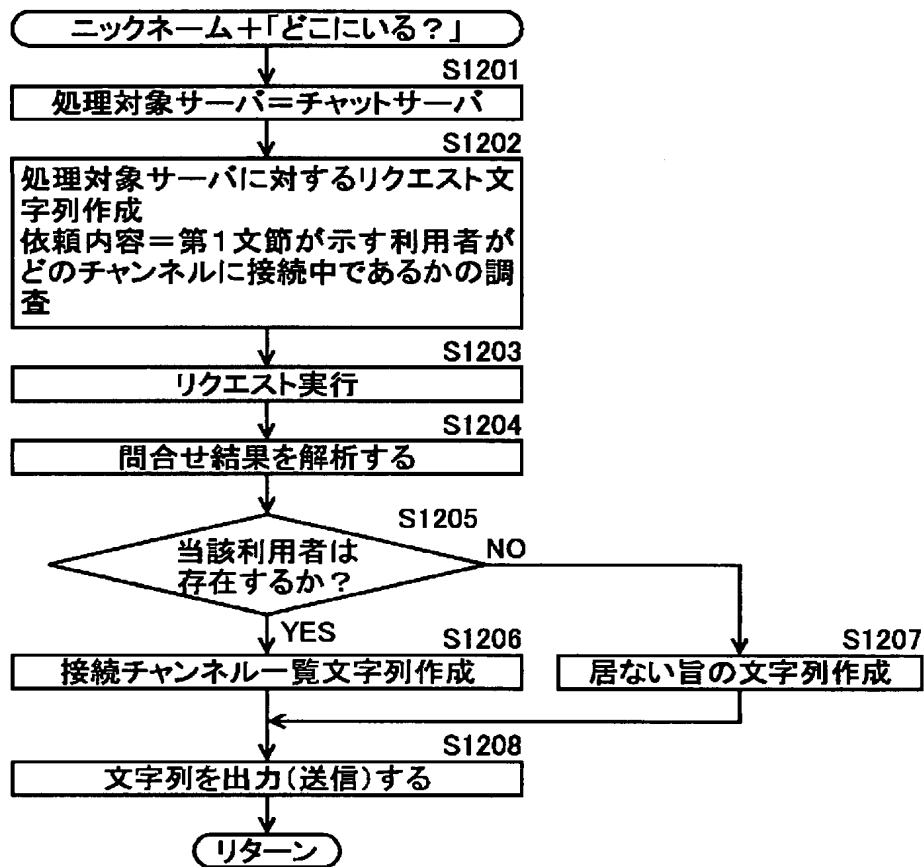 ニックネーム+「どこにいる?」
S1201
処理対象サーバ=チャットサーバ
S1202
処理対象サーバに対するリクエスト文
字列作成
依頼内容=第1文節が示す利用者が
どのチャンネルに接続中であるかの調
査
S1203
リクエスト実行
S1204
問合せ結果を解析する
S1205
当該利用者は
存在するか?
NO
YES
S1206
接続チャンネル一覧文字列作成
S1207
居ない旨の文字列作成
S1208
文字列を出力(送信)する
リターン